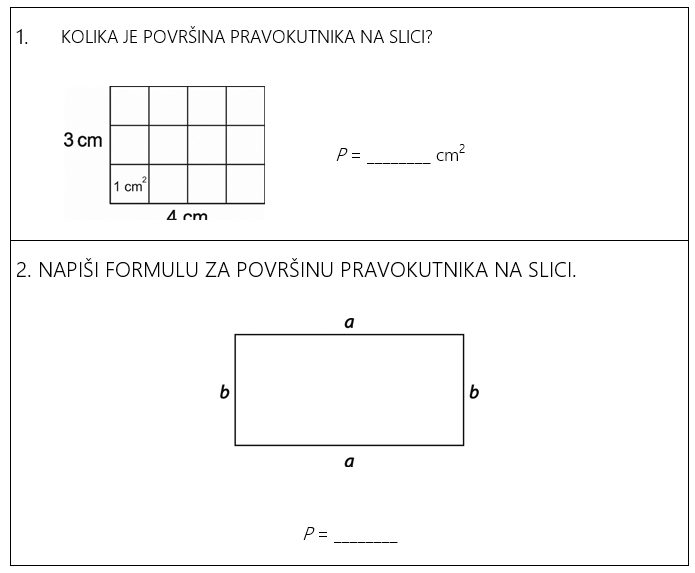 1. KOLIKA JE POVRŠINA PRAVOKUTNIKA NA SLICI?
3 cm
P = ________ cm²
1 cm²
4 cm
2. NAPIŠI FORMULU ZA POVRŠINU PRAVOKUTNIKA NA SLICI.
a
b b
a
P = ________